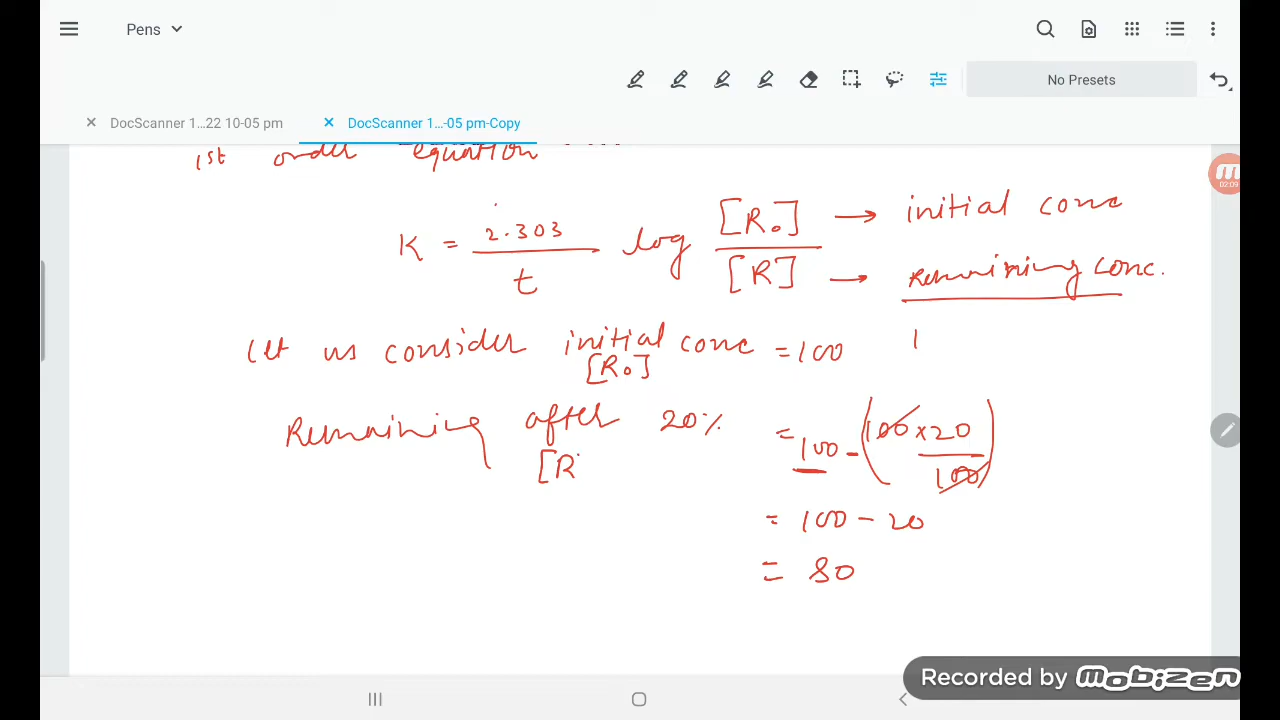 Pens
No Presets
DocScanner 1...22 10-05 pm
DocScanner 1...-05 pm-Copy
1st order equation
02:09
K = 2.303 / t log [R₀] / [R]
→ initial conc
→ remaining conc.
let us consider initial conc = 100
[R₀]
Remaining after 20% = 100 - (100 × 20 / 100)
[R
= 100 - 20
= 80
Recorded by mobizen